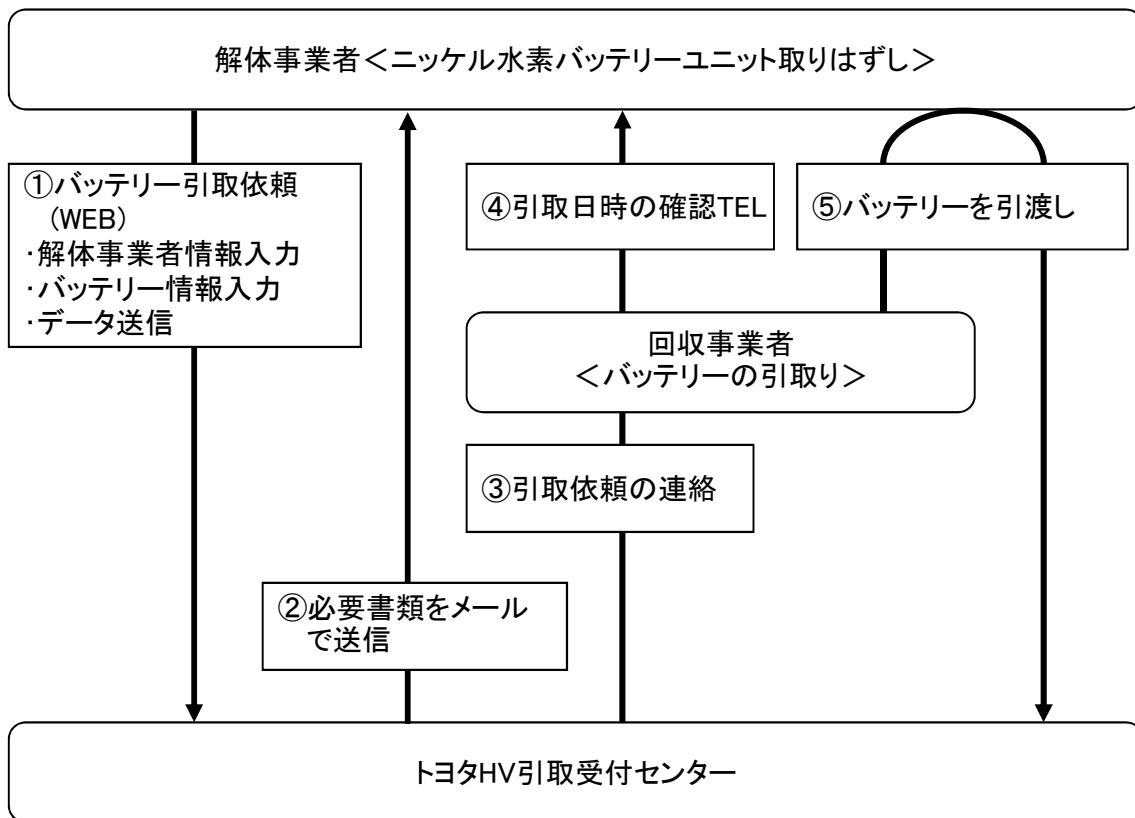 解体事業者＜ニッケル水素バッテリーユニット取りはずし＞
①バッテリー引取依頼
(WEB)
・解体事業者情報入力
・バッテリー情報入力
・データ送信
④引取日時の確認TEL
⑤バッテリーを引渡し
回収事業者
＜バッテリーの引取り＞
③引取依頼の連絡
②必要書類をメール
で送信
トヨタHV引取受付センター